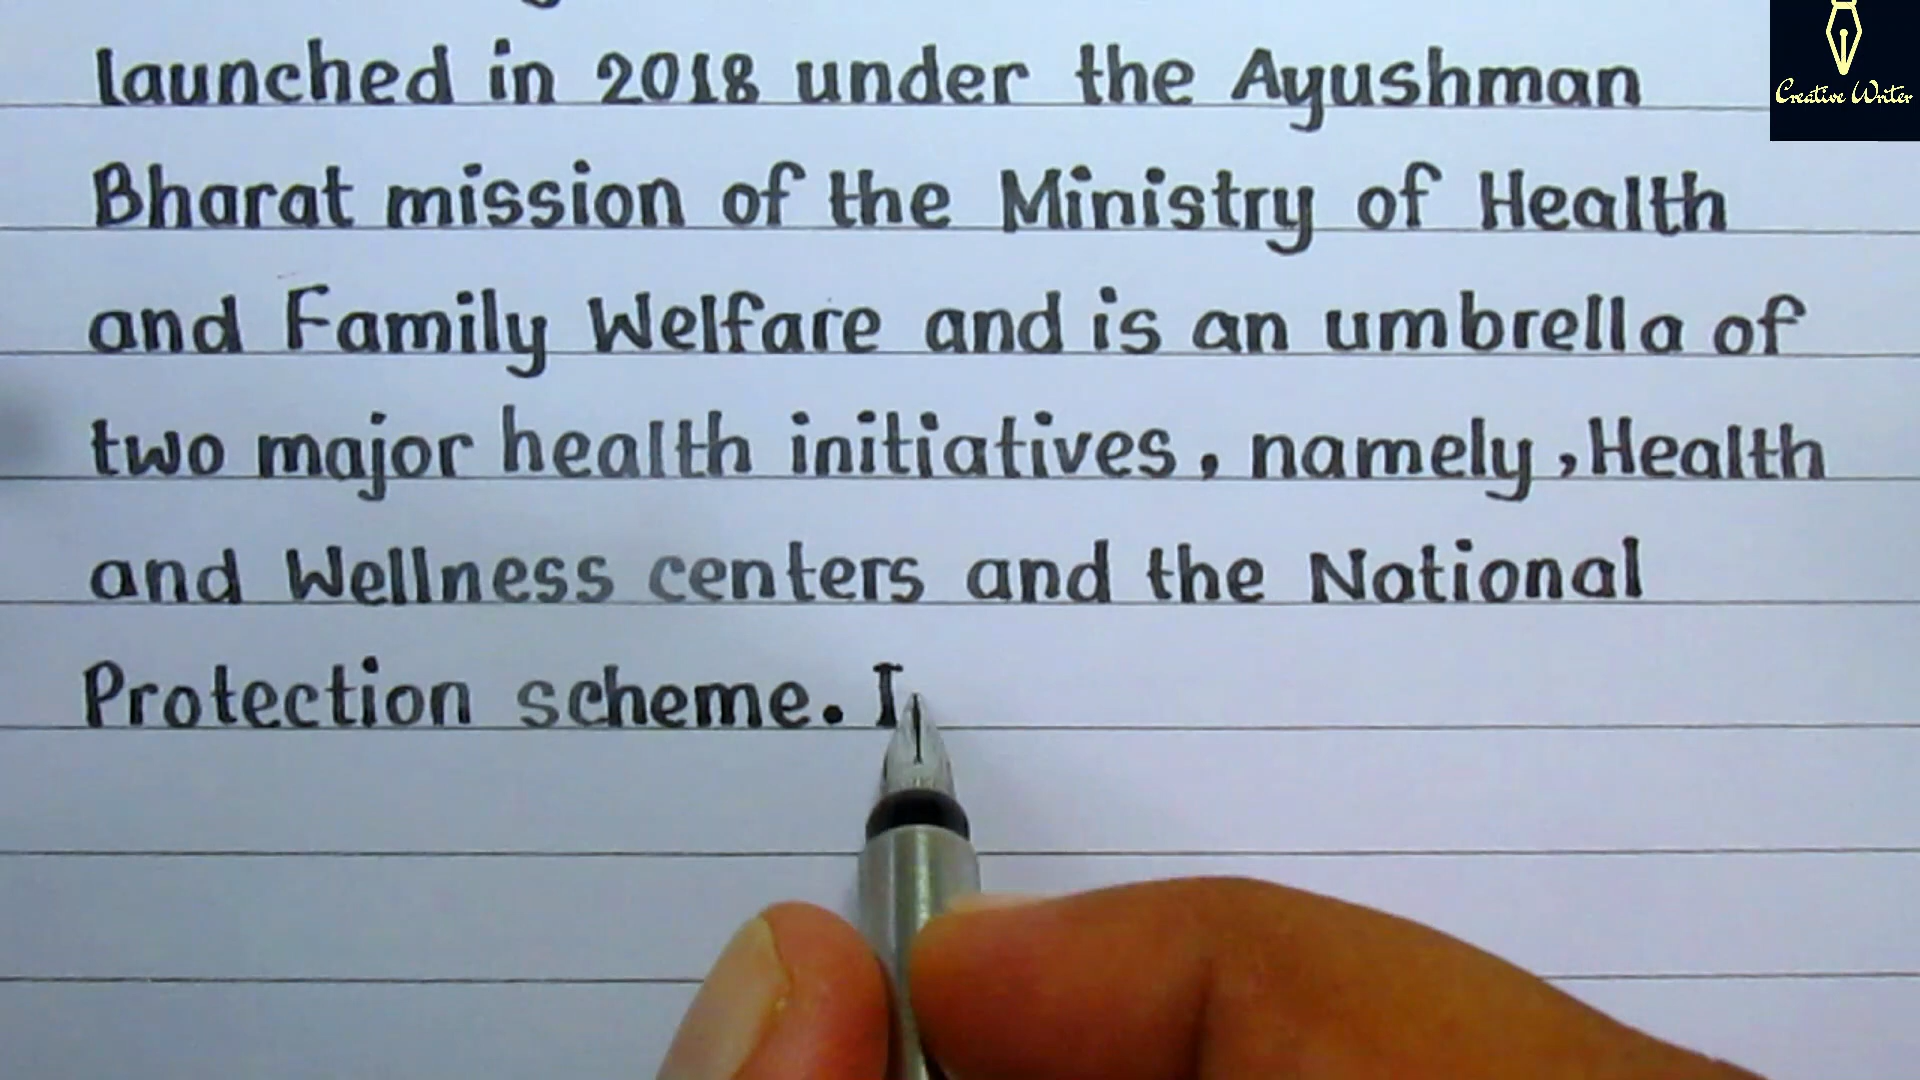 launched in 2018 under the Ayushman
Bharat mission of the Ministry of Health
and Family Welfare and is an umbrella of
two major health initiatives, namely, Health
and Wellness centers and the National
Protection scheme. I
Creative Writer